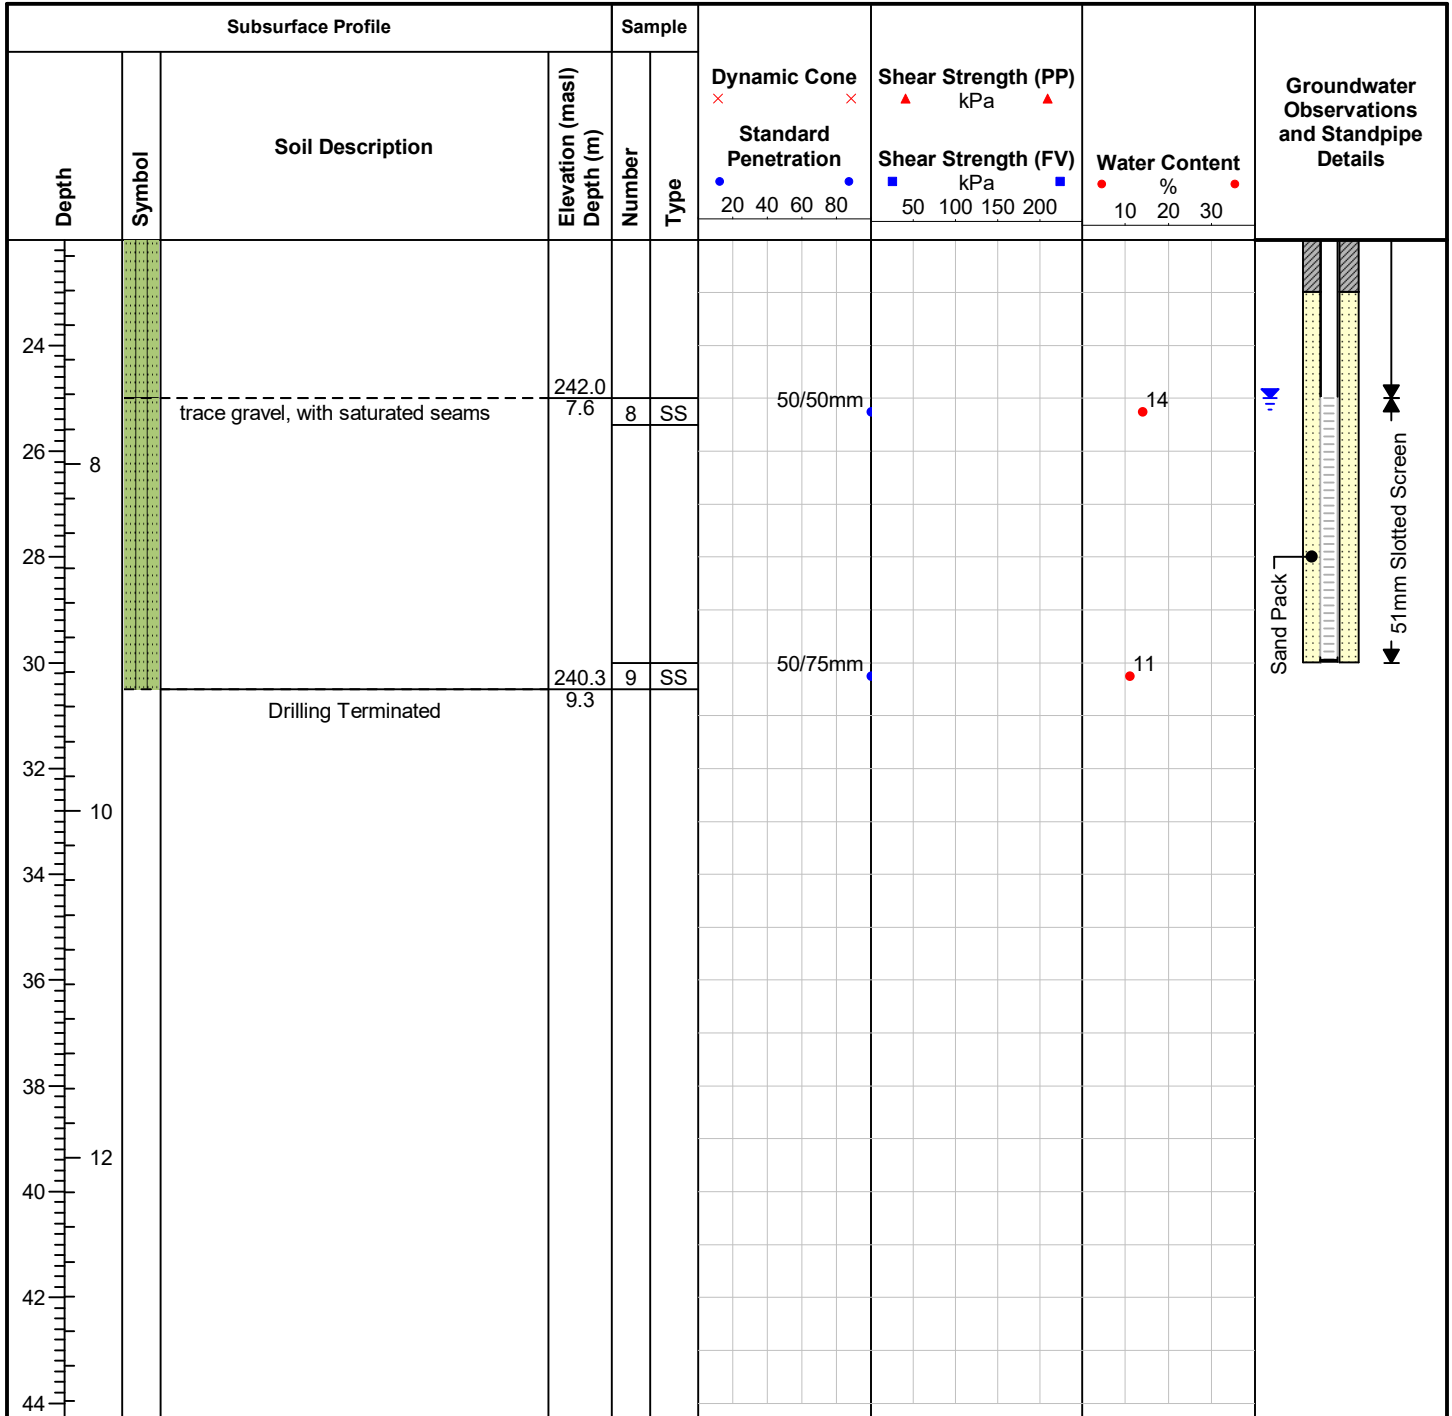 Subsurface Profile
Sample
Depth
Symbol
Soil Description
Elevation (masl)
Depth (m)
Number
Type
Dynamic Cone
Standard
Penetration
20 40 60 80
Shear Strength (PP)
kPa
Shear Strength (FV)
kPa
50 100 150 200
Water Content
%
10 20 30
Groundwater
Observations
and Standpipe
Details
24
242.0
trace gravel, with saturated seams
7.6
8 SS
50/50mm
14
26
8
28
Sand Pack
51mm Slotted Screen
30
240.3
9 SS
50/75mm
11
9.3
Drilling Terminated
32
10
34
36
38
12
40
42
44